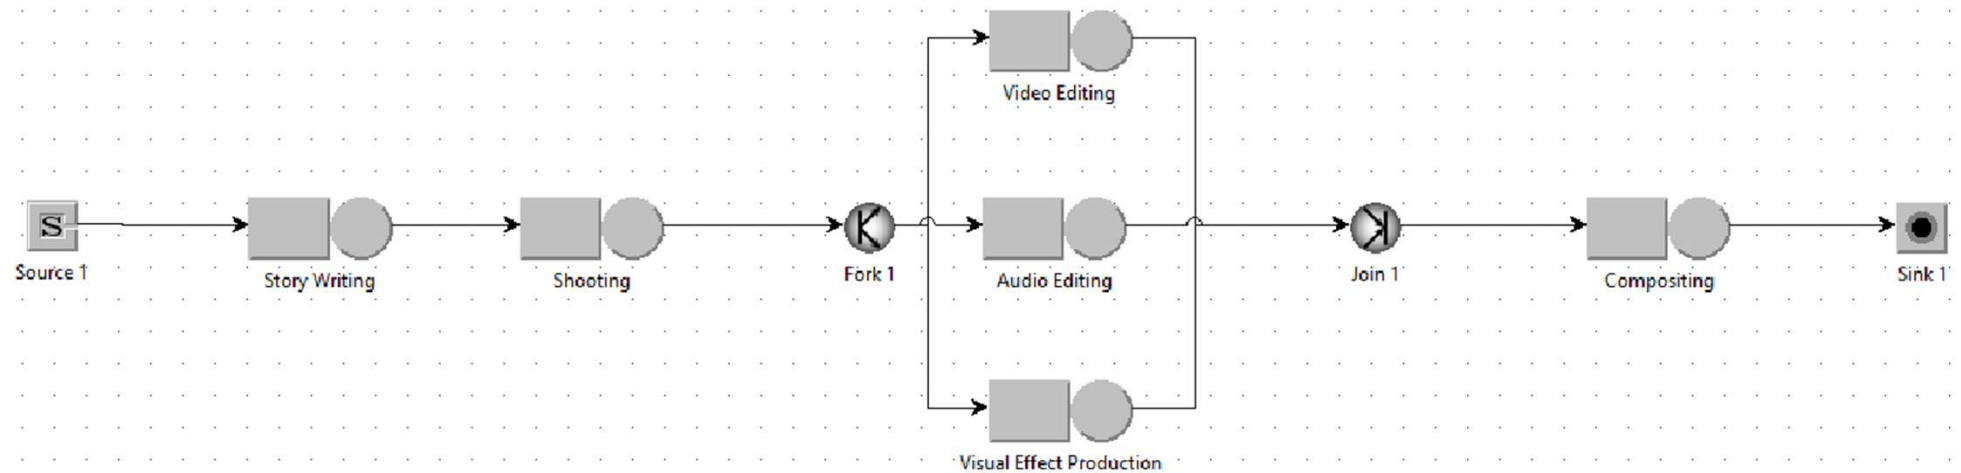 Video Editing
S
Source 1
Story Writing
Shooting
Fork 1
Audio Editing
Join 1
Compositing
Sink 1
Visual Effect Production